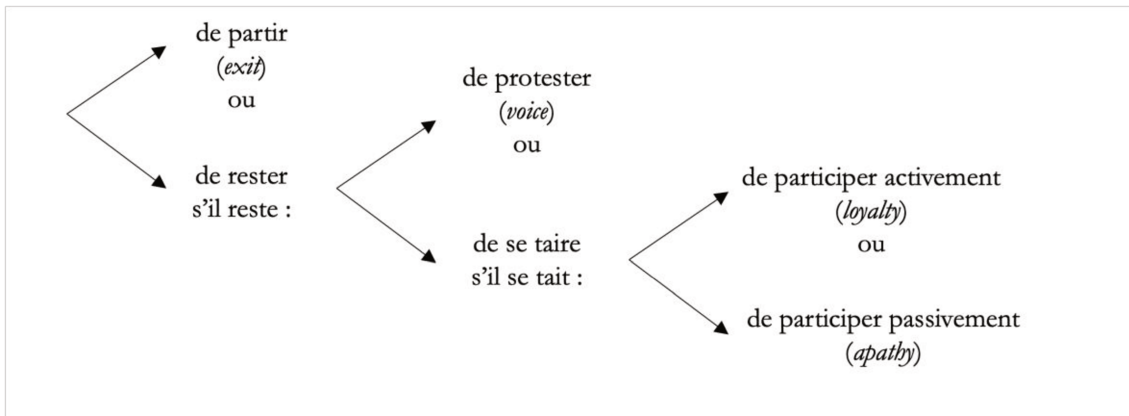 de partir
(exit)
ou
de rester
s'il reste :
de protester
(voice)
ou
de se taire
s'il se tait :
de participer activement
(loyalty)
ou
de participer passivement
(apathy)